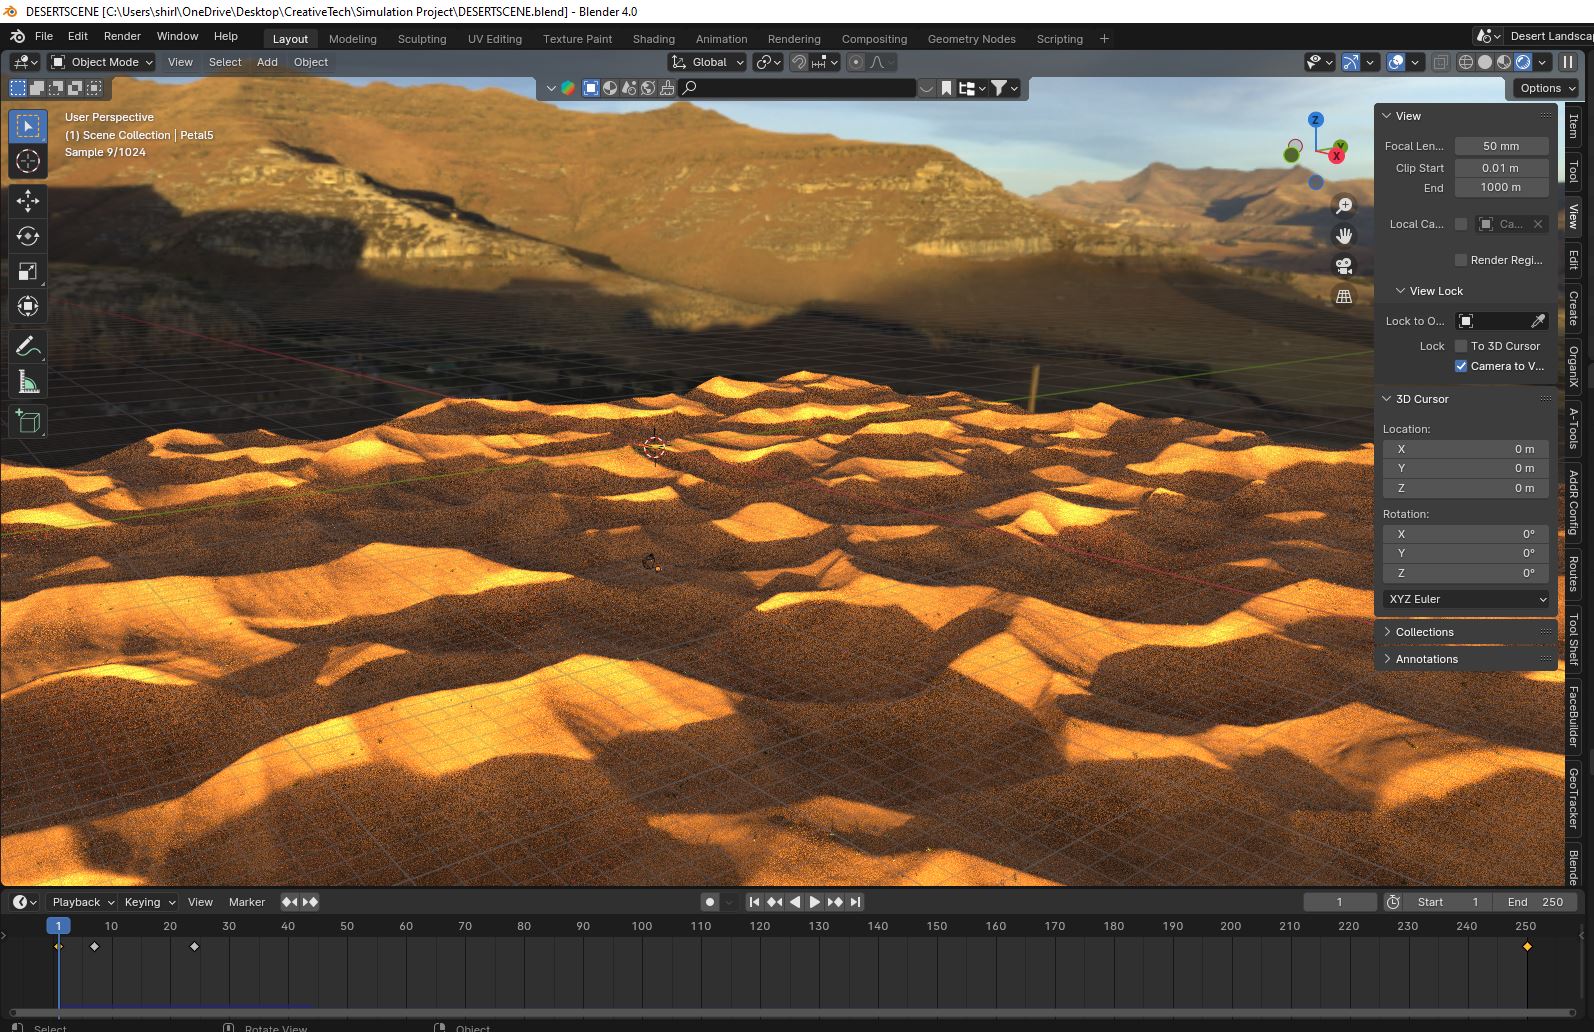 DESERTSCENE [C:\Users\shirl\OneDrive\Desktop\CreativeTech\Simulation Project\DESERTSCENE.blend] - Blender 4.0
File Edit Render Window Help Layout Modeling Sculpting UV Editing Texture Paint Shading Animation Rendering Compositing Geometry Nodes Scripting + Desert Landscap
Object Mode View Select Add Object Global
Options
User Perspective
(1) Scene Collection | Petal5
Sample 9/1024
Z
Y
X
View
Focal Len... 50 mm
Clip Start 0.01 m
End 1000 m
Local Ca... Ca...
Render Regi...
View Lock
Lock to O...
Lock To 3D Cursor
Camera to V...
3D Cursor
Location:
X 0 m
Y 0 m
Z 0 m
Rotation:
X 0°
Y 0°
Z 0°
XYZ Euler
Collections
Annotations
Item
Tool
View
Edit
Create
OrganiX
A-Tools
AddR Config
Routes
Tool Shelf
FaceBuilder
GeoTracker
Blende
Playback Keying View Marker 1 Start 1 End 250
1 10 20 30 40 50 60 70 80 90 100 110 120 130 140 150 160 170 180 190 200 210 220 230 240 250
Select Rotate View Object